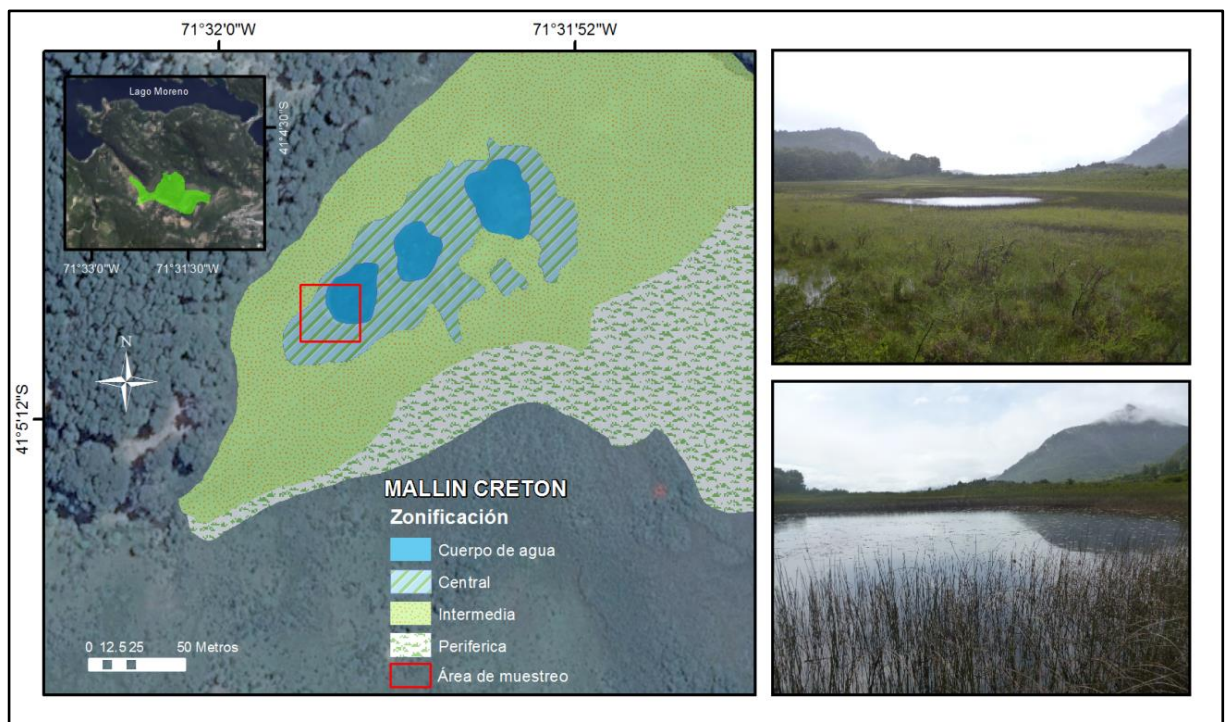 71°32'0"W
71°31'52"W
Lago Moreno
41°4'30"S
71°33'0"W
71°31'30"W
N
41°5'12"S
MALLIN CRETON
Zonificación
Cuerpo de agua
Central
Intermedia
Periferica
Área de muestreo
0 12.5 25 50 Metros